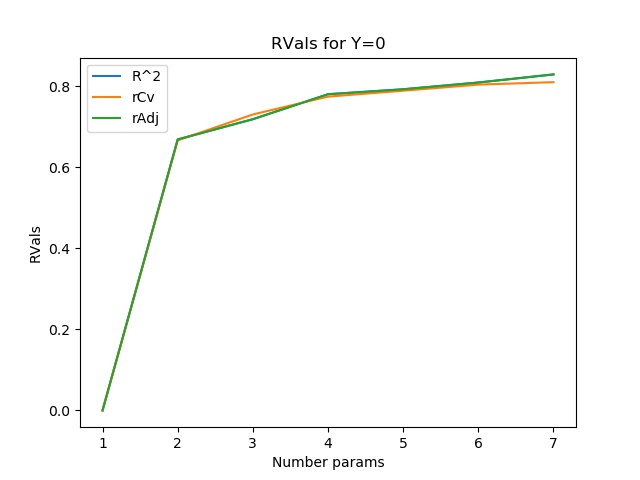 RVals for Y=0
R^2
rCv
rAdj
RVals
0.8
0.6
0.4
0.2
0.0
1 2 3 4 5 6 7
Number params